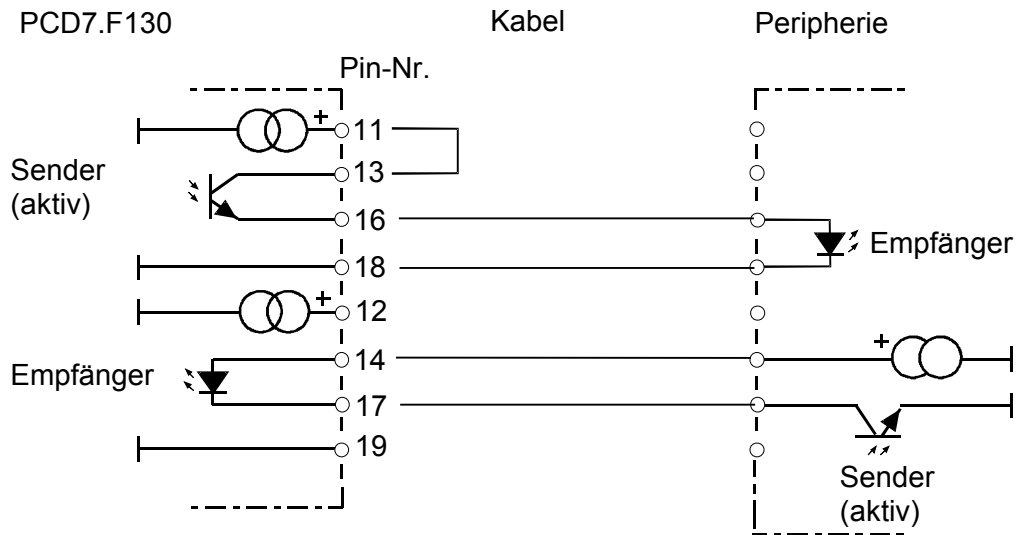 PCD7.F130 Kabel Peripherie
Pin-Nr.
+ 11
Sender
(aktiv)
13
16
Empfänger
18
+ 12
Empfänger
14 +
17
19
Sender
(aktiv)